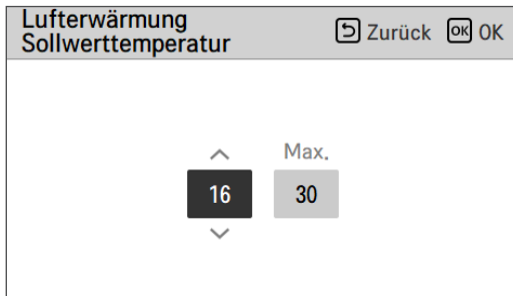 Lufterwärmung
Sollwerttemperatur
Zurück OK OK
Max.
16 30